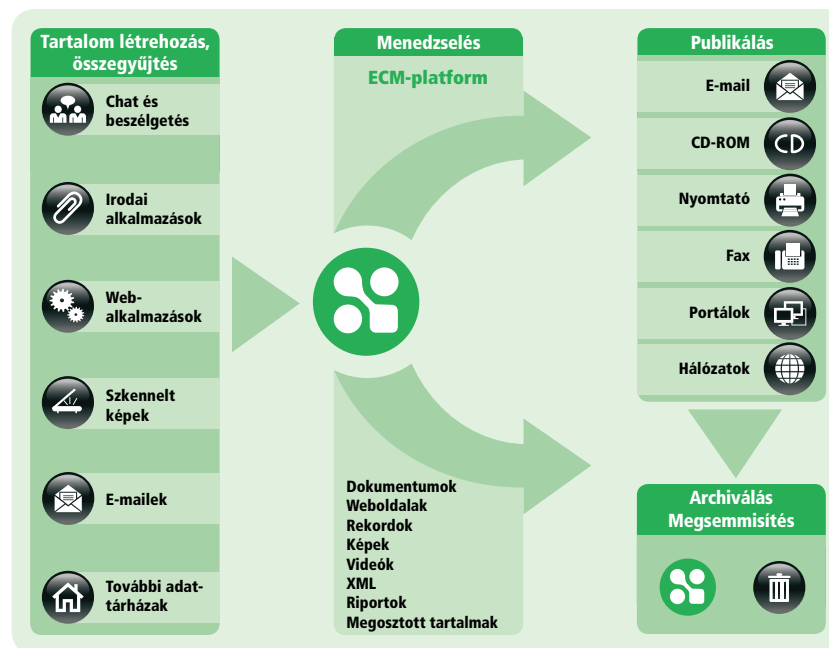 Tartalom létrehozás,
összegyűjtés
Chat és
beszélgetés
Irodai
alkalmazások
Web-
alkalmazások
Szkennelt
képek
E-mailek
További adat-
tárházak
Menedzselés
ECM-platform
Dokumentumok
Weboldalak
Rekordok
Képek
Videók
XML
Riportok
Megosztott tartalmak
Publikálás
E-mail
CD-ROM
CD
Nyomtató
Fax
Portálok
Hálózatok
Archiválás
Megsemmisítés